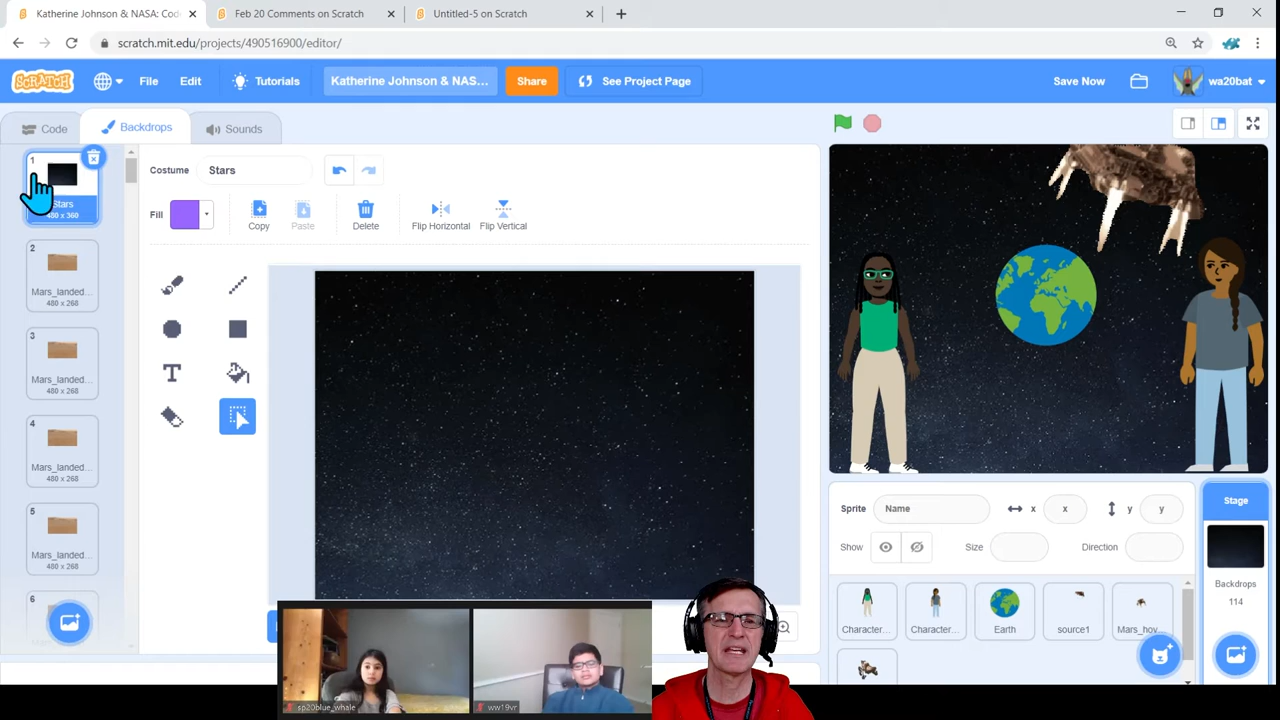 Katherine Johnson & NASA: Cod
Feb 20 Comments on Scratch
Untitled-5 on Scratch
scratch.mit.edu/projects/490516900/editor/
SCRATCH
File
Edit
Tutorials
Katherine Johnson & NAS...
Share
See Project Page
Save Now
wa20bat
Code
Backdrops
Sounds
1
Stars
480 x 360
2
Mars_landed...
480 x 268
3
Mars_landed...
480 x 268
4
Mars_landed...
480 x 268
5
Mars_landed...
480 x 268
6
Costume
Stars
Fill
Copy
Paste
Delete
Flip Horizontal
Flip Vertical
T
Sprite
Name
x
x
y
y
Show
Size
Direction
Stage
Backdrops
114
Character...
Character...
Earth
source1
Mars_hov...
sp20blue_whale
ww19vr